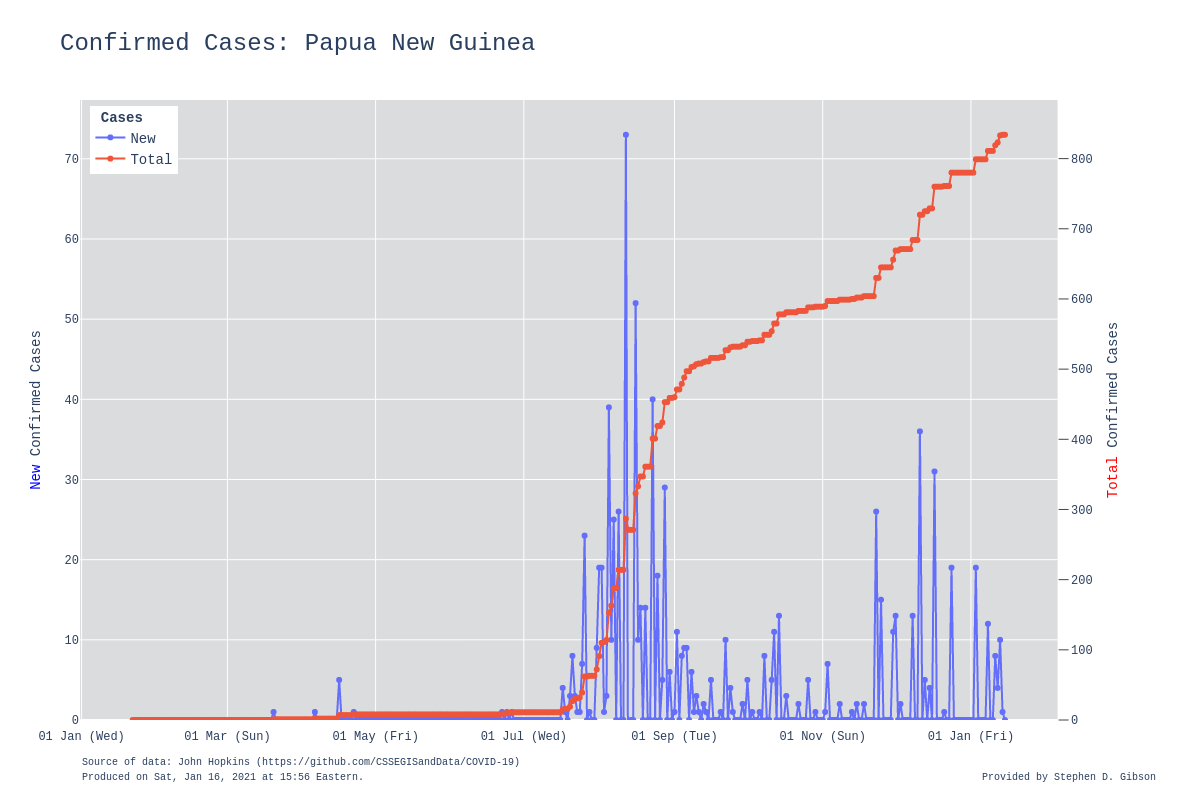 Confirmed Cases: Papua New Guinea
Cases
New
Total
70
60
50
40
30
20
10
0
New Confirmed Cases
800
700
600
500
400
300
200
100
0
Total Confirmed Cases
01 Jan (Wed) 01 Mar (Sun) 01 May (Fri) 01 Jul (Wed) 01 Sep (Tue) 01 Nov (Sun) 01 Jan (Fri)
Source of data: John Hopkins (https://github.com/CSSEGISandData/COVID-19)
Produced on Sat, Jan 16, 2021 at 15:56 Eastern.
Provided by Stephen D. Gibson